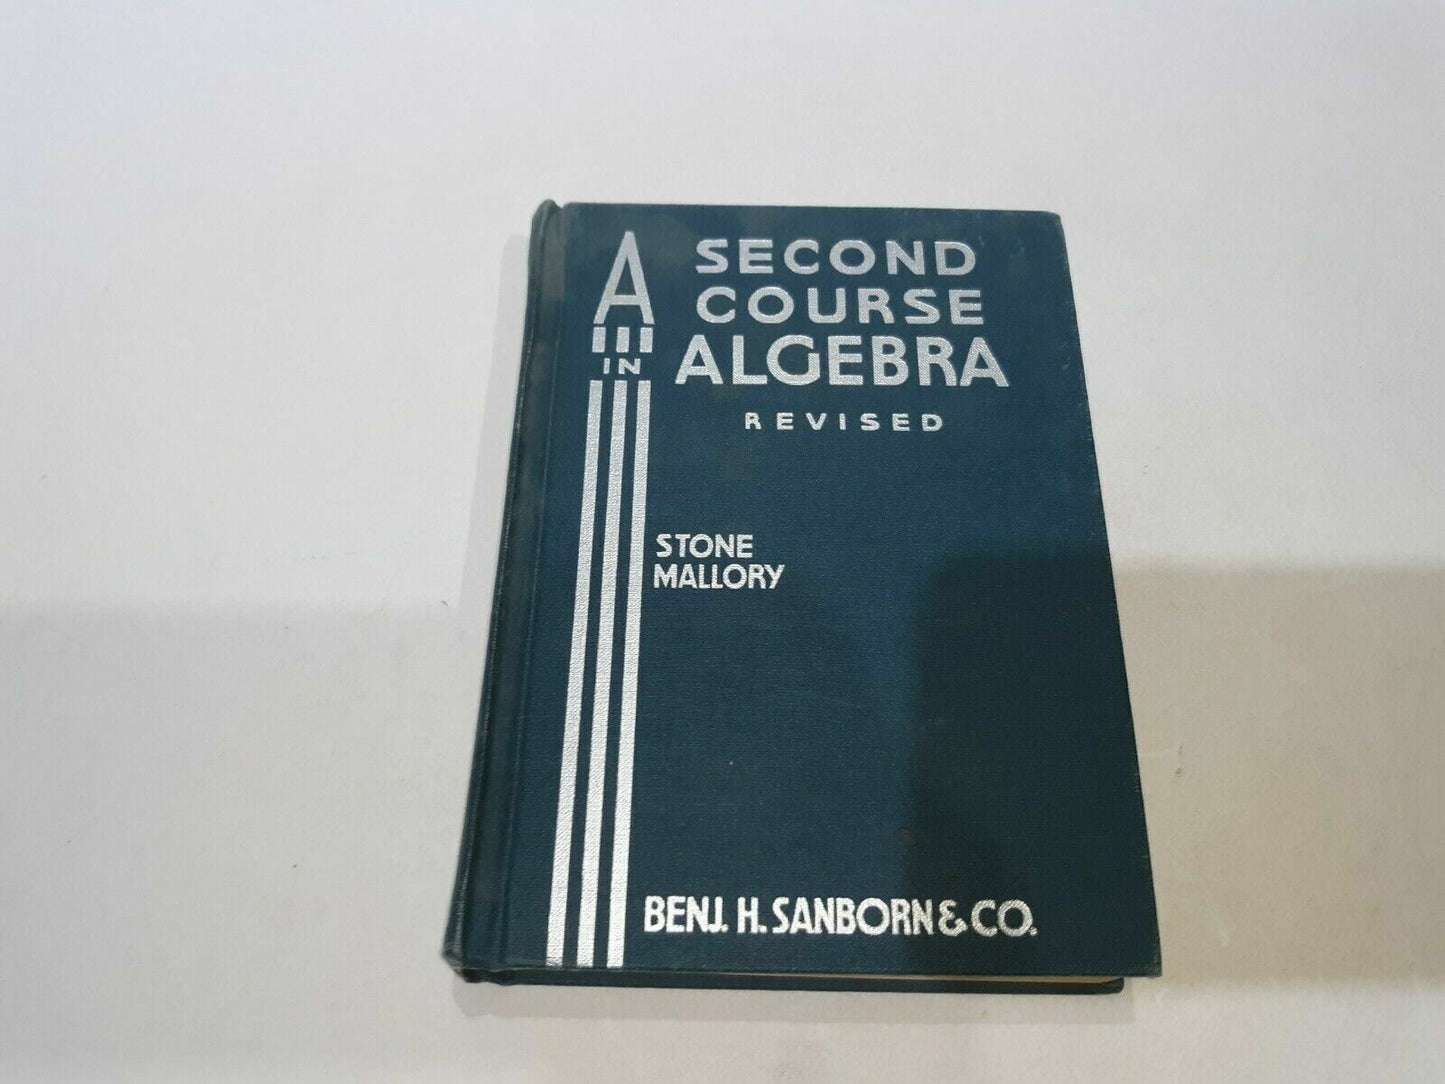 A SECOND
COURSE
IN ALGEBRA
REVISED
STONE
MALLORY
BENJ. H. SANBORN & CO.